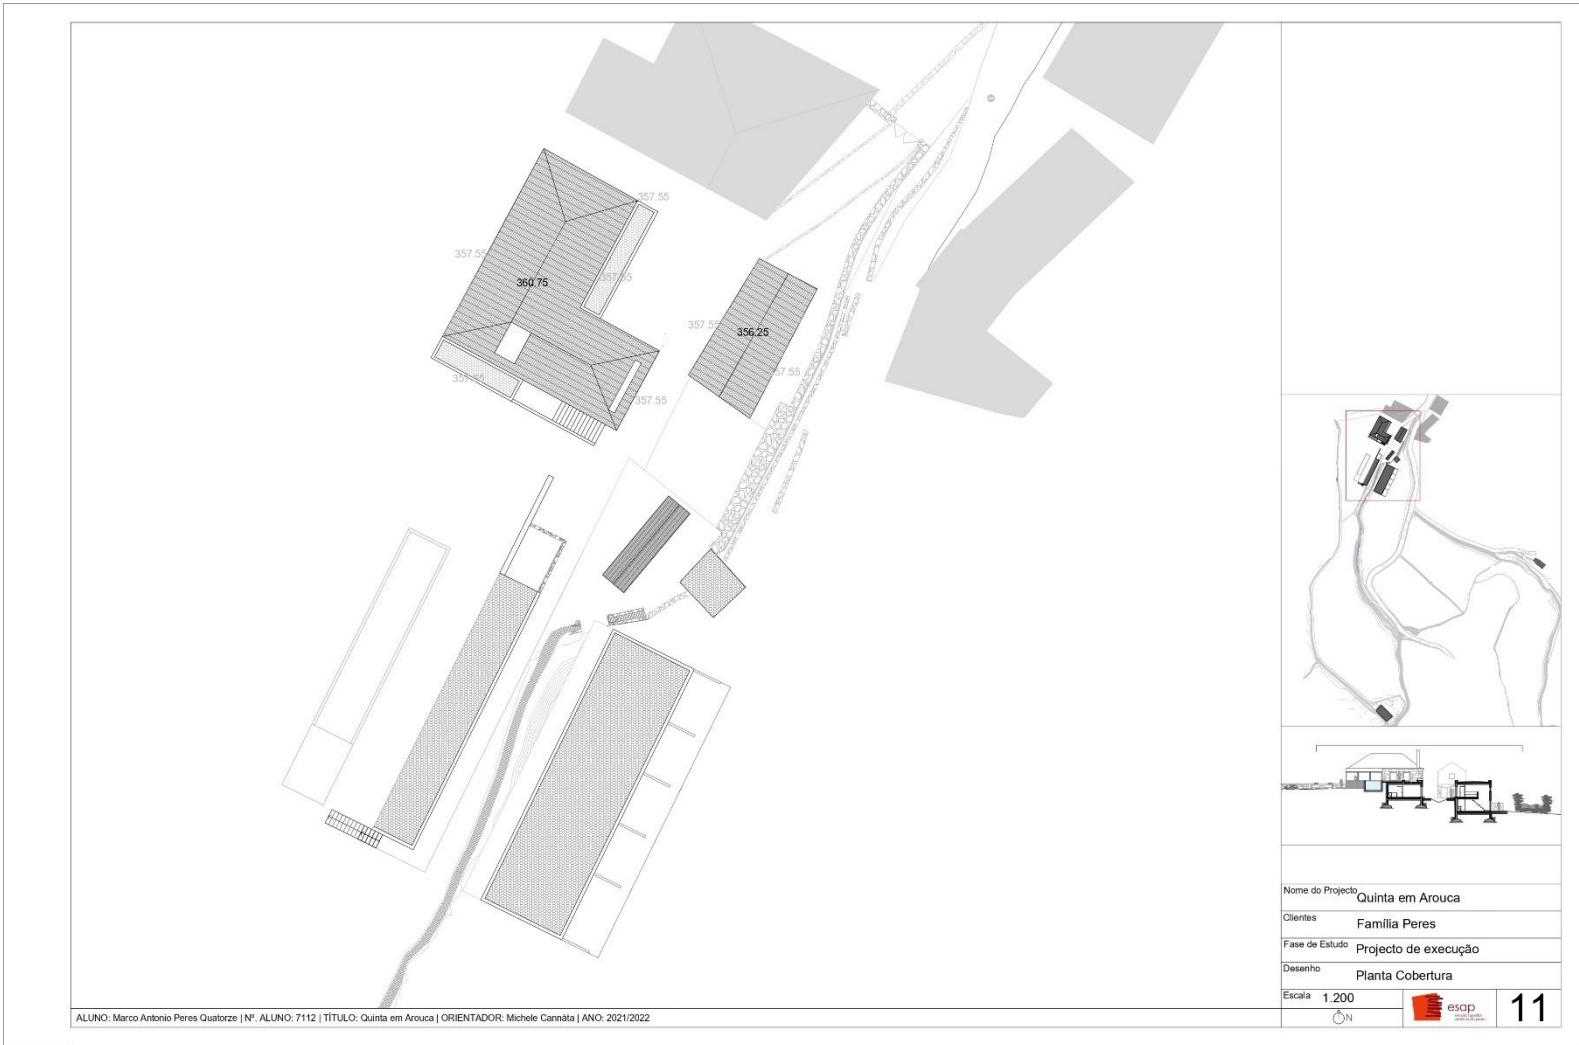 357.55
357.55
360.75
357.55
357.55
356.25
357.55
357.55
357.55
Nome do Projecto Quinta em Arouca
Clientes Família Peres
Fase de Estudo Projecto de execução
Desenho Planta Cobertura
Escala 1.200
N
esap
11
ALUNO: Marco Antonio Peres Quatorze | Nº. ALUNO: 7112 | TÍTULO: Quinta em Arouca | ORIENTADOR: Michele Cannàta | ANO: 2021/2022